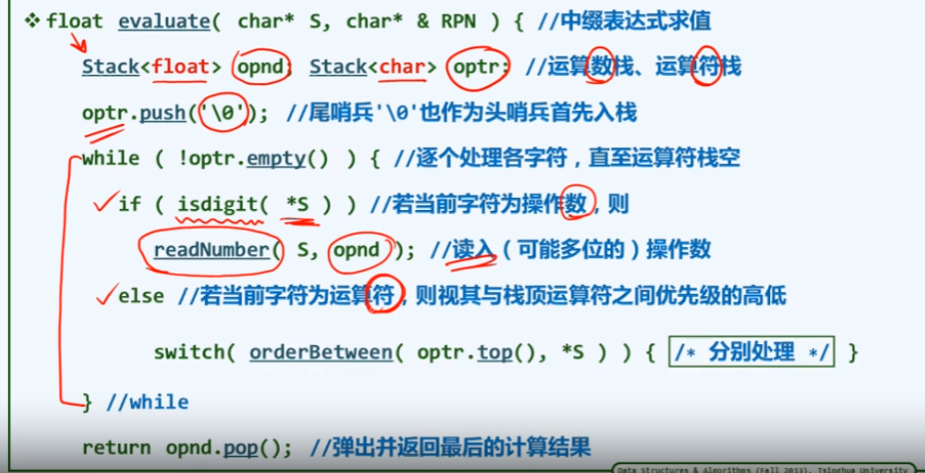 ❖ float evaluate( char* S, char* & RPN ) { //中缀表达式求值
Stack<float> opnd; Stack<char> optr; //运算数栈、运算符栈
optr.push('\0'); //尾哨兵'\0'也作为头哨兵首先入栈
while ( !optr.empty() ) { //逐个处理各字符，直至运算符栈空
if ( isdigit( *S ) ) //若当前字符为操作数，则
readNumber( S, opnd ); //读入（可能多位的）操作数
else //若当前字符为运算符，则视其与栈顶运算符之间优先级的高低
switch( orderBetween( optr.top(), *S ) ) { /* 分别处理 */ }
} //while
return opnd.pop(); //弹出并返回最后的计算结果
Data Structures & Algorithms (Fall 2013), Tsinghua University